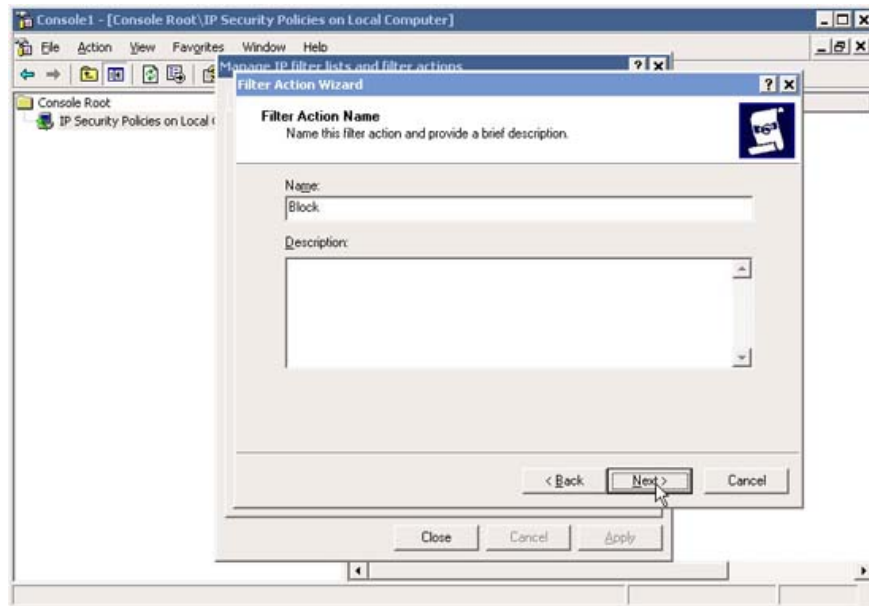 Console1 - [Console Root\IP Security Policies on Local Computer]
File Action View Favorites Window Help
Manage IP filter lists and filter actions
Filter Action Wizard
Console Root
IP Security Policies on Local
Filter Action Name
Name this filter action and provide a brief description.
Name:
Block
Description:
< Back Next > Cancel
Close Cancel Apply